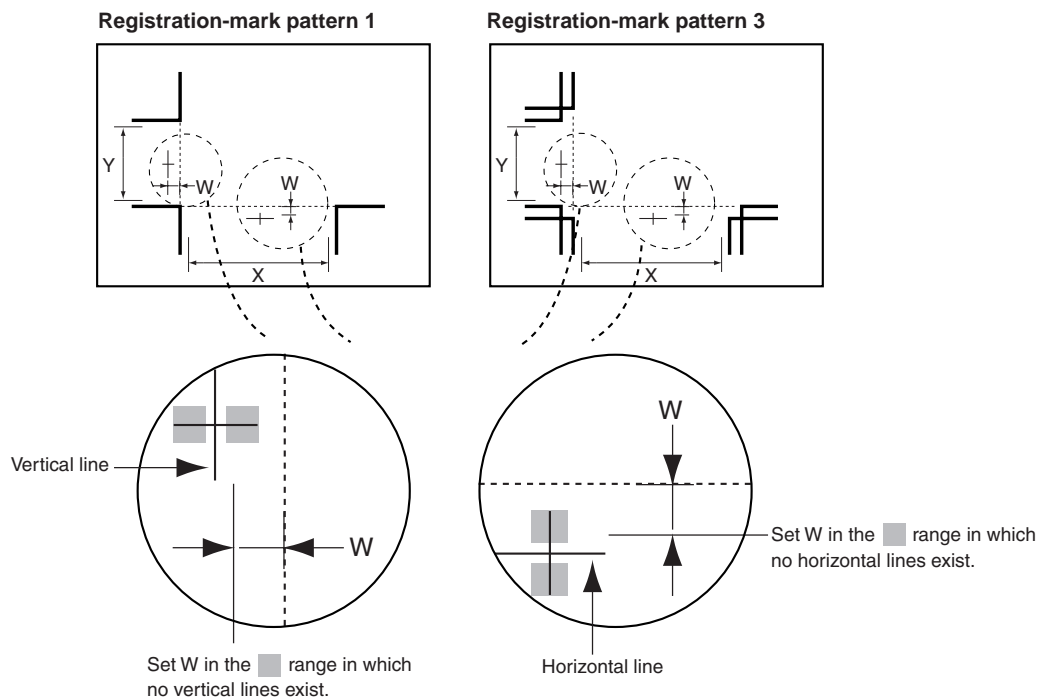 Registration-mark pattern 1
Registration-mark pattern 3
Y
W
W
X
Y
W
W
X
Vertical line
W
Set W in the range in which
no vertical lines exist.
W
Set W in the range in which
no horizontal lines exist.
Horizontal line